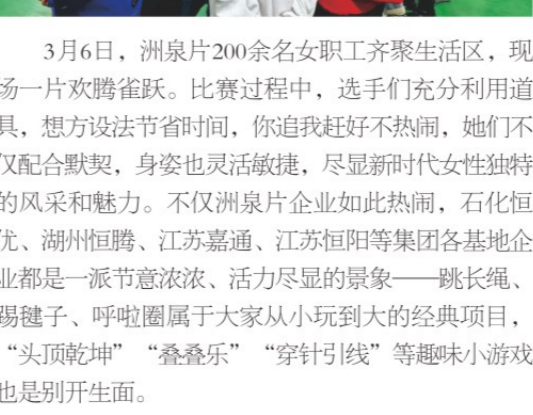 3月6日，洲泉片200余名女职工齐聚生活区，现
场一片欢腾雀跃。比赛过程中，选手们充分利用道
具，想方设法节省时间，你追我赶好不热闹，她们不
仅配合默契，身姿也灵活敏捷，尽显新时代女性独特
的风采和魅力。不仅洲泉片企业如此热闹，石化恒
优、湖州恒腾、江苏嘉通、江苏恒阳等集团各基地企
业都是一派节意浓浓、活力尽显的景象——跳长绳、
踢毽子、呼啦圈属于大家从小玩到大的经典项目，
“头顶乾坤”“叠叠乐”“穿针引线”等趣味小游戏
也是别开生面。